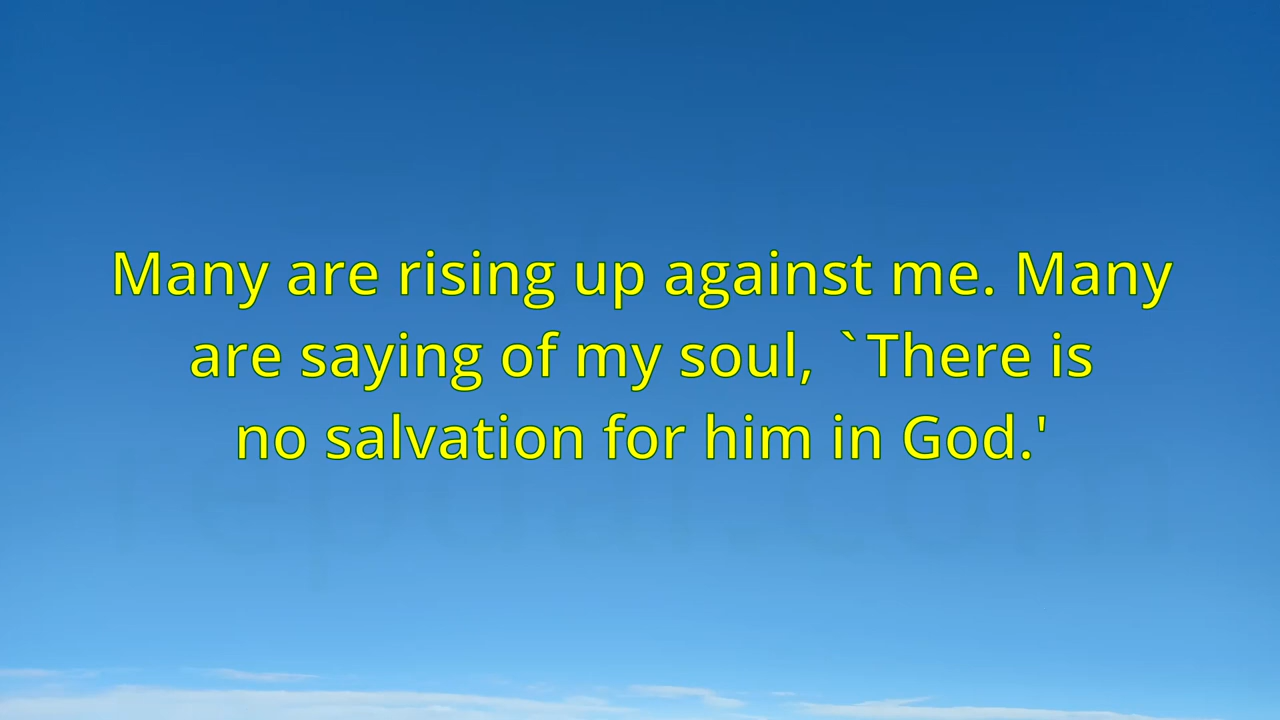 Many are rising up against me. Many
are saying of my soul, `There is
no salvation for him in God.'